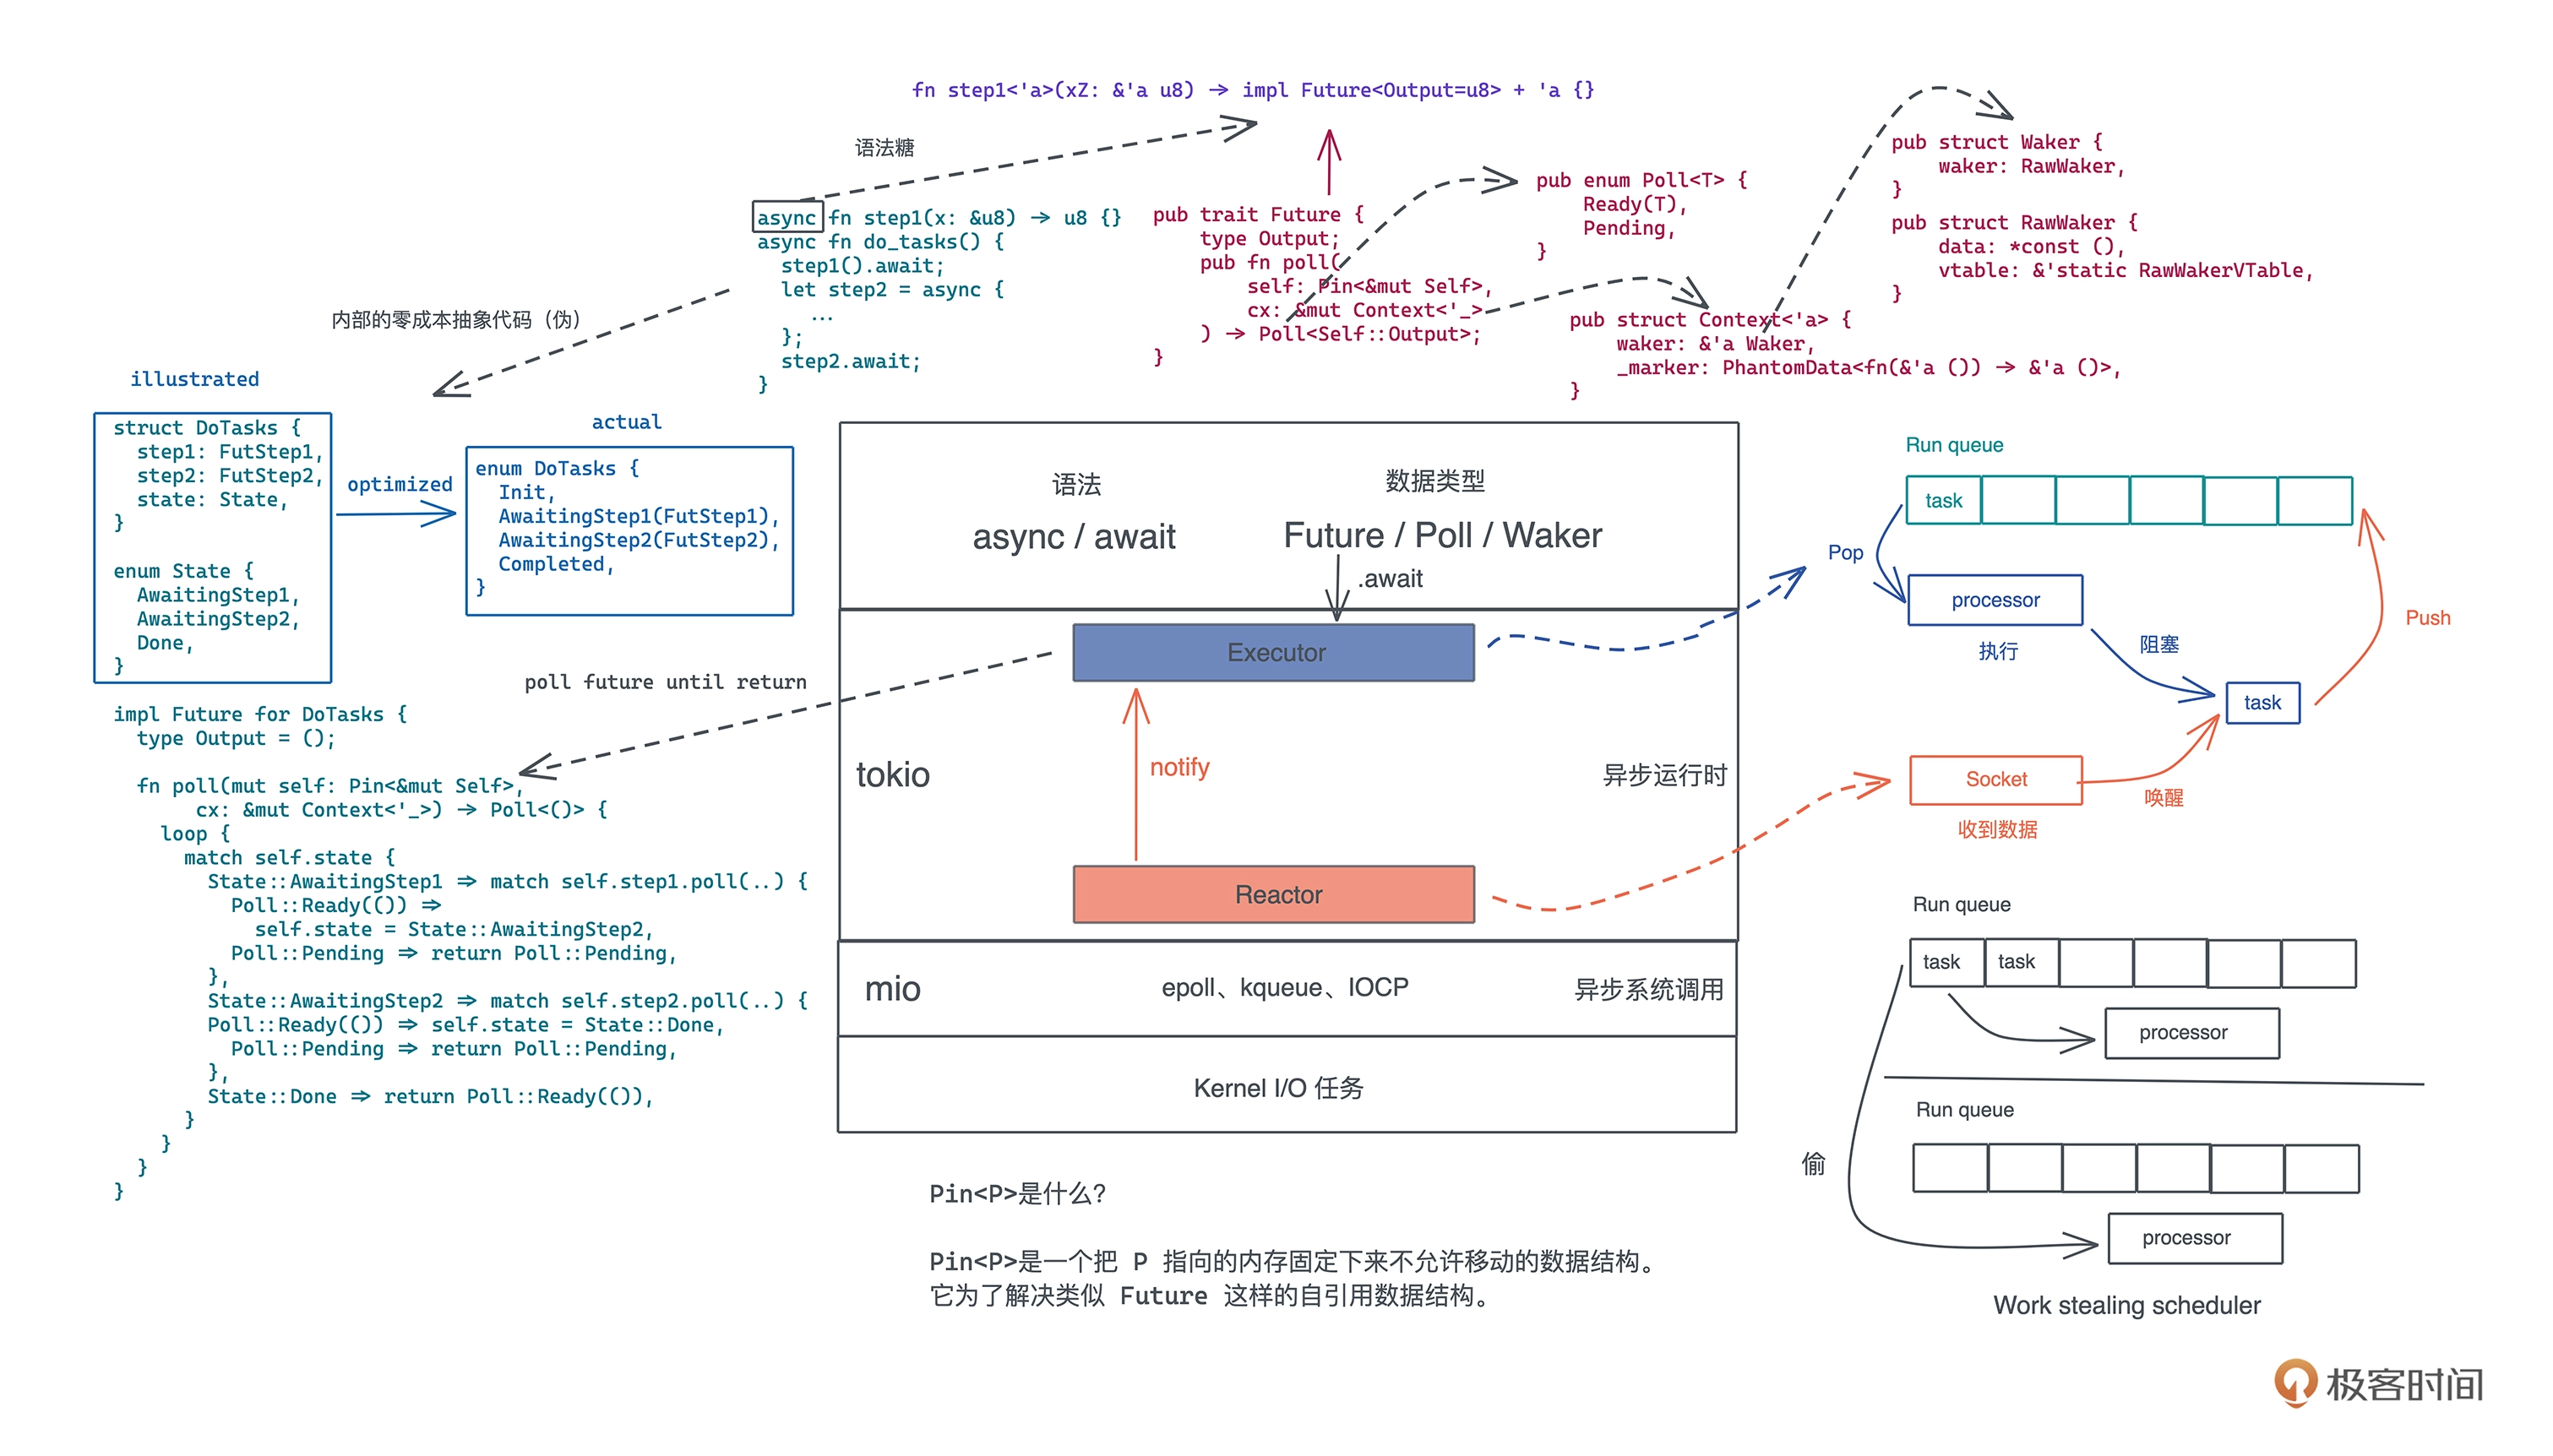 fn step1<'a>(xZ: &'a u8) → impl Future<Output=u8> + 'a {}
语法糖
async fn step1(x: &u8) → u8 {}
async fn do_tasks() {
  step1().await;
  let step2 = async {
    ...
  };
  step2.await;
}
pub trait Future {
    type Output;
    pub fn poll(
        self: Pin<&mut Self>,
        cx: &mut Context<'_>
    ) → Poll<Self::Output>;
}
pub enum Poll<T> {
    Ready(T),
    Pending,
}
pub struct Waker {
    waker: RawWaker,
}
pub struct RawWaker {
    data: *const (),
    vtable: &'static RawWakerVTable,
}
pub struct Context<'a> {
    waker: &'a Waker,
    _marker: PhantomData<fn(&'a ()) → &'a ()>,
}
内部的零成本抽象代码（伪）
illustrated
struct DoTasks {
  step1: FutStep1,
  step2: FutStep2,
  state: State,
}
enum State {
  AwaitingStep1,
  AwaitingStep2,
  Done,
}
optimized
actual
enum DoTasks {
  Init,
  AwaitingStep1(FutStep1),
  AwaitingStep2(FutStep2),
  Completed,
}
poll future until return
impl Future for DoTasks {
  type Output = ();
  fn poll(mut self: Pin<&mut Self>,
       cx: &mut Context<'_>) → Poll<()> {
    loop {
      match self.state {
        State::AwaitingStep1 ⇒ match self.step1.poll(..) {
          Poll::Ready(()) ⇒
            self.state = State::AwaitingStep2,
          Poll::Pending ⇒ return Poll::Pending,
        },
        State::AwaitingStep2 ⇒ match self.step2.poll(..) {
        Poll::Ready(()) ⇒ self.state = State::Done,
          Poll::Pending ⇒ return Poll::Pending,
        },
        State::Done ⇒ return Poll::Ready(()),
      }
    }
  }
}
语法
数据类型
async / await
Future / Poll / Waker
.await
Executor
notify
tokio
异步运行时
Reactor
mio
epoll、kqueue、IOCP
异步系统调用
Kernel I/O 任务
Pin<P>是什么?
Pin<P>是一个把 P 指向的内存固定下来不允许移动的数据结构。
它为了解决类似 Future 这样的自引用数据结构。
Run queue
task
Pop
processor
执行
阻塞
task
Push
Socket
唤醒
收到数据
Run queue
task task
processor
Run queue
偷
processor
Work stealing scheduler
极客时间